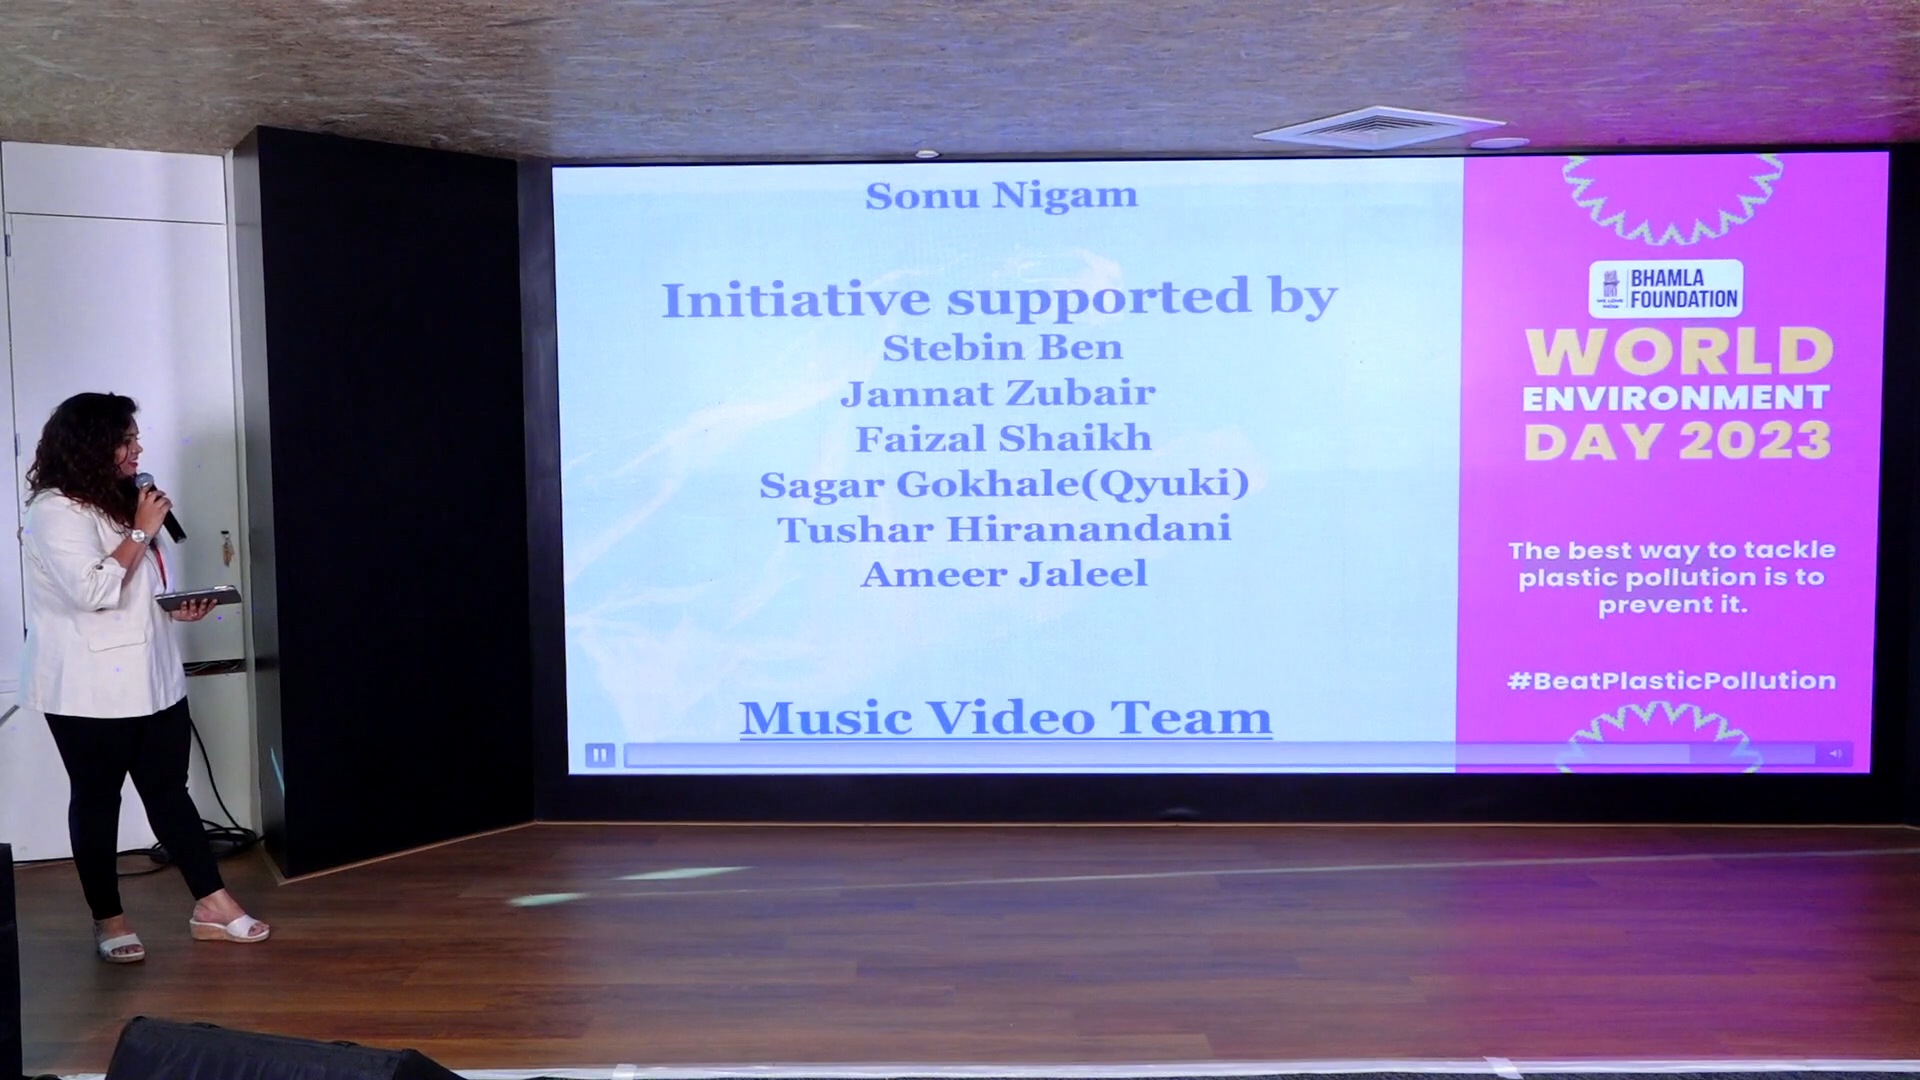 Sonu Nigam
Initiative supported by
Stebin Ben
Jannat Zubair
Faizal Shaikh
Sagar Gokhale(Qyuki)
Tushar Hiranandani
Ameer Jaleel
Music Video Team
BHAMLA
FOUNDATION
WORLD
ENVIRONMENT
DAY 2023
The best way to tackle
plastic pollution is to
prevent it.
#BeatPlasticPollution